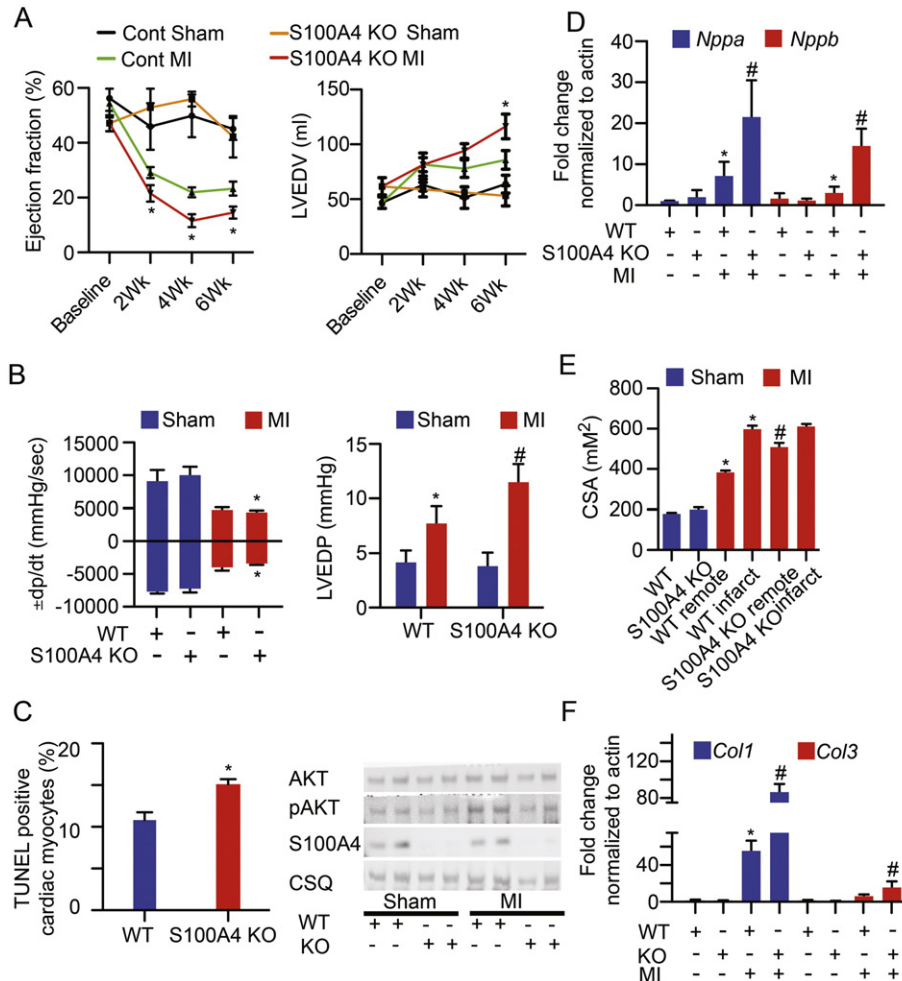 A
Cont Sham
Cont MI
S100A4 KO Sham
S100A4 KO MI
Ejection fraction (%)
60
40
20
0
Baseline
2Wk
4Wk
6Wk
*
*
*
LVEDV (ml)
150
100
50
0
Baseline
2Wk
4Wk
6Wk
*
D
Nppa
Nppb
Fold change
normalized to actin
40
30
20
10
0
*
#
*
#
WT + - + - + - + -
S100A4 KO - + - + - + - +
MI - - + + - - + +
B
Sham
MI
±dp/dt (mmHg/sec)
15000
10000
5000
0
-5000
-10000
*
*
WT + - + -
S100A4 KO - + - +
Sham
MI
LVEDP (mmHg)
15
10
5
0
*
#
WT
S100A4 KO
E
Sham
MI
CSA (mM²)
800
600
400
200
0
*
*
#
WT
S100A4 KO
WT remote
WT infarct
S100A4 KO remote
S100A4 KOinfarct
C
TUNEL positive
cardiac myocytes (%)
20
10
0
*
WT
S100A4 KO
AKT
pAKT
S100A4
CSQ
Sham
MI
WT + + - - + + - -
KO - - + + - - + +
F
Col1
Col3
Fold change
normalized to actin
120
80
40
0
*
#
#
WT + - + - + - + -
KO - + - + - + - +
MI - - + + - - + +